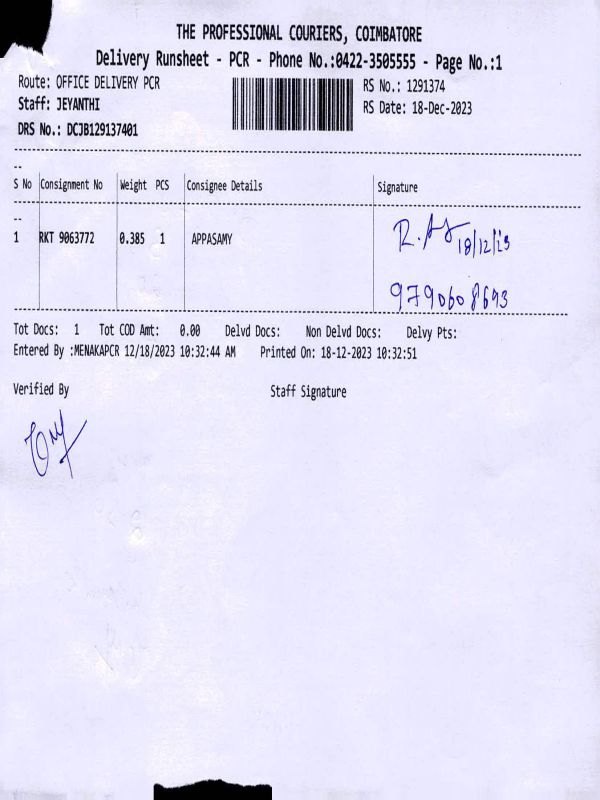 THE PROFESSIONAL COURIERS, COIMBATORE
Delivery Runsheet - PCR - Phone No.:0422-3505555 - Page No.:1
Route: OFFICE DELIVERY PCR
RS No.: 1291374
Staff: JEYANTHI
RS Date: 18-Dec-2023
DRS No.: DCJB129137401
S No Consignment No Weight PCS Consignee Details Signature
1 RKT 9063772 0.385 1 APPASAMY
18/12/23
9790608693
Tot Docs: 1 Tot COD Amt: 0.00 Delvd Docs: Non Delvd Docs: Delvy Pts:
Entered By :MENAKAPCR 12/18/2023 10:32:44 AM Printed On: 18-12-2023 10:32:51
Verified By Staff Signature